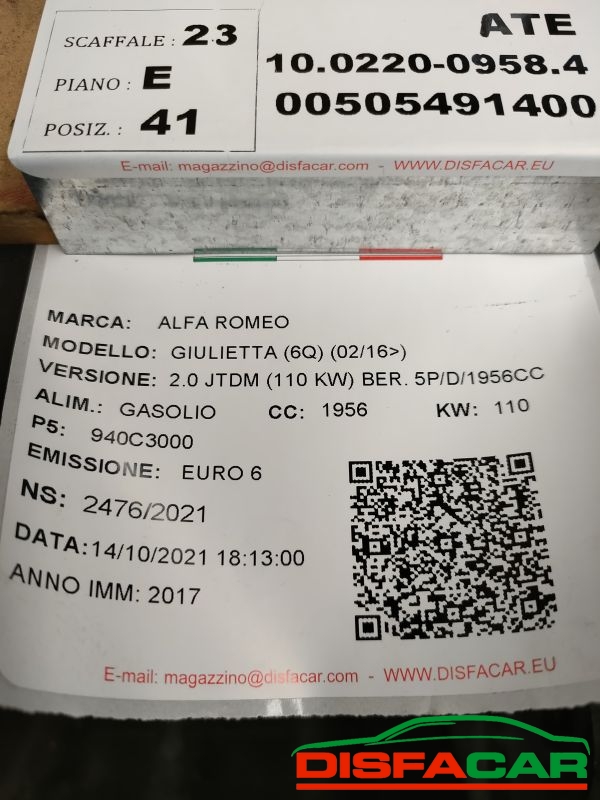 SCAFFALE : 23
PIANO : E
POSIZ. : 41
ATE
10.0220-0958.4
00505491400
E-mail: magazzino@disfacar.com - WWW.DISFACAR.EU
MARCA: ALFA ROMEO
MODELLO: GIULIETTA (6Q) (02/16>)
VERSIONE: 2.0 JTDM (110 KW) BER. 5P/D/1956CC
ALIM.: GASOLIO CC: 1956 KW: 110
P5: 940C3000
EMISSIONE: EURO 6
NS: 2476/2021
DATA:14/10/2021 18:13:00
ANNO IMM: 2017
E-mail: magazzino@disfacar.com - WWW.DISFACAR.EU
DISFACAR